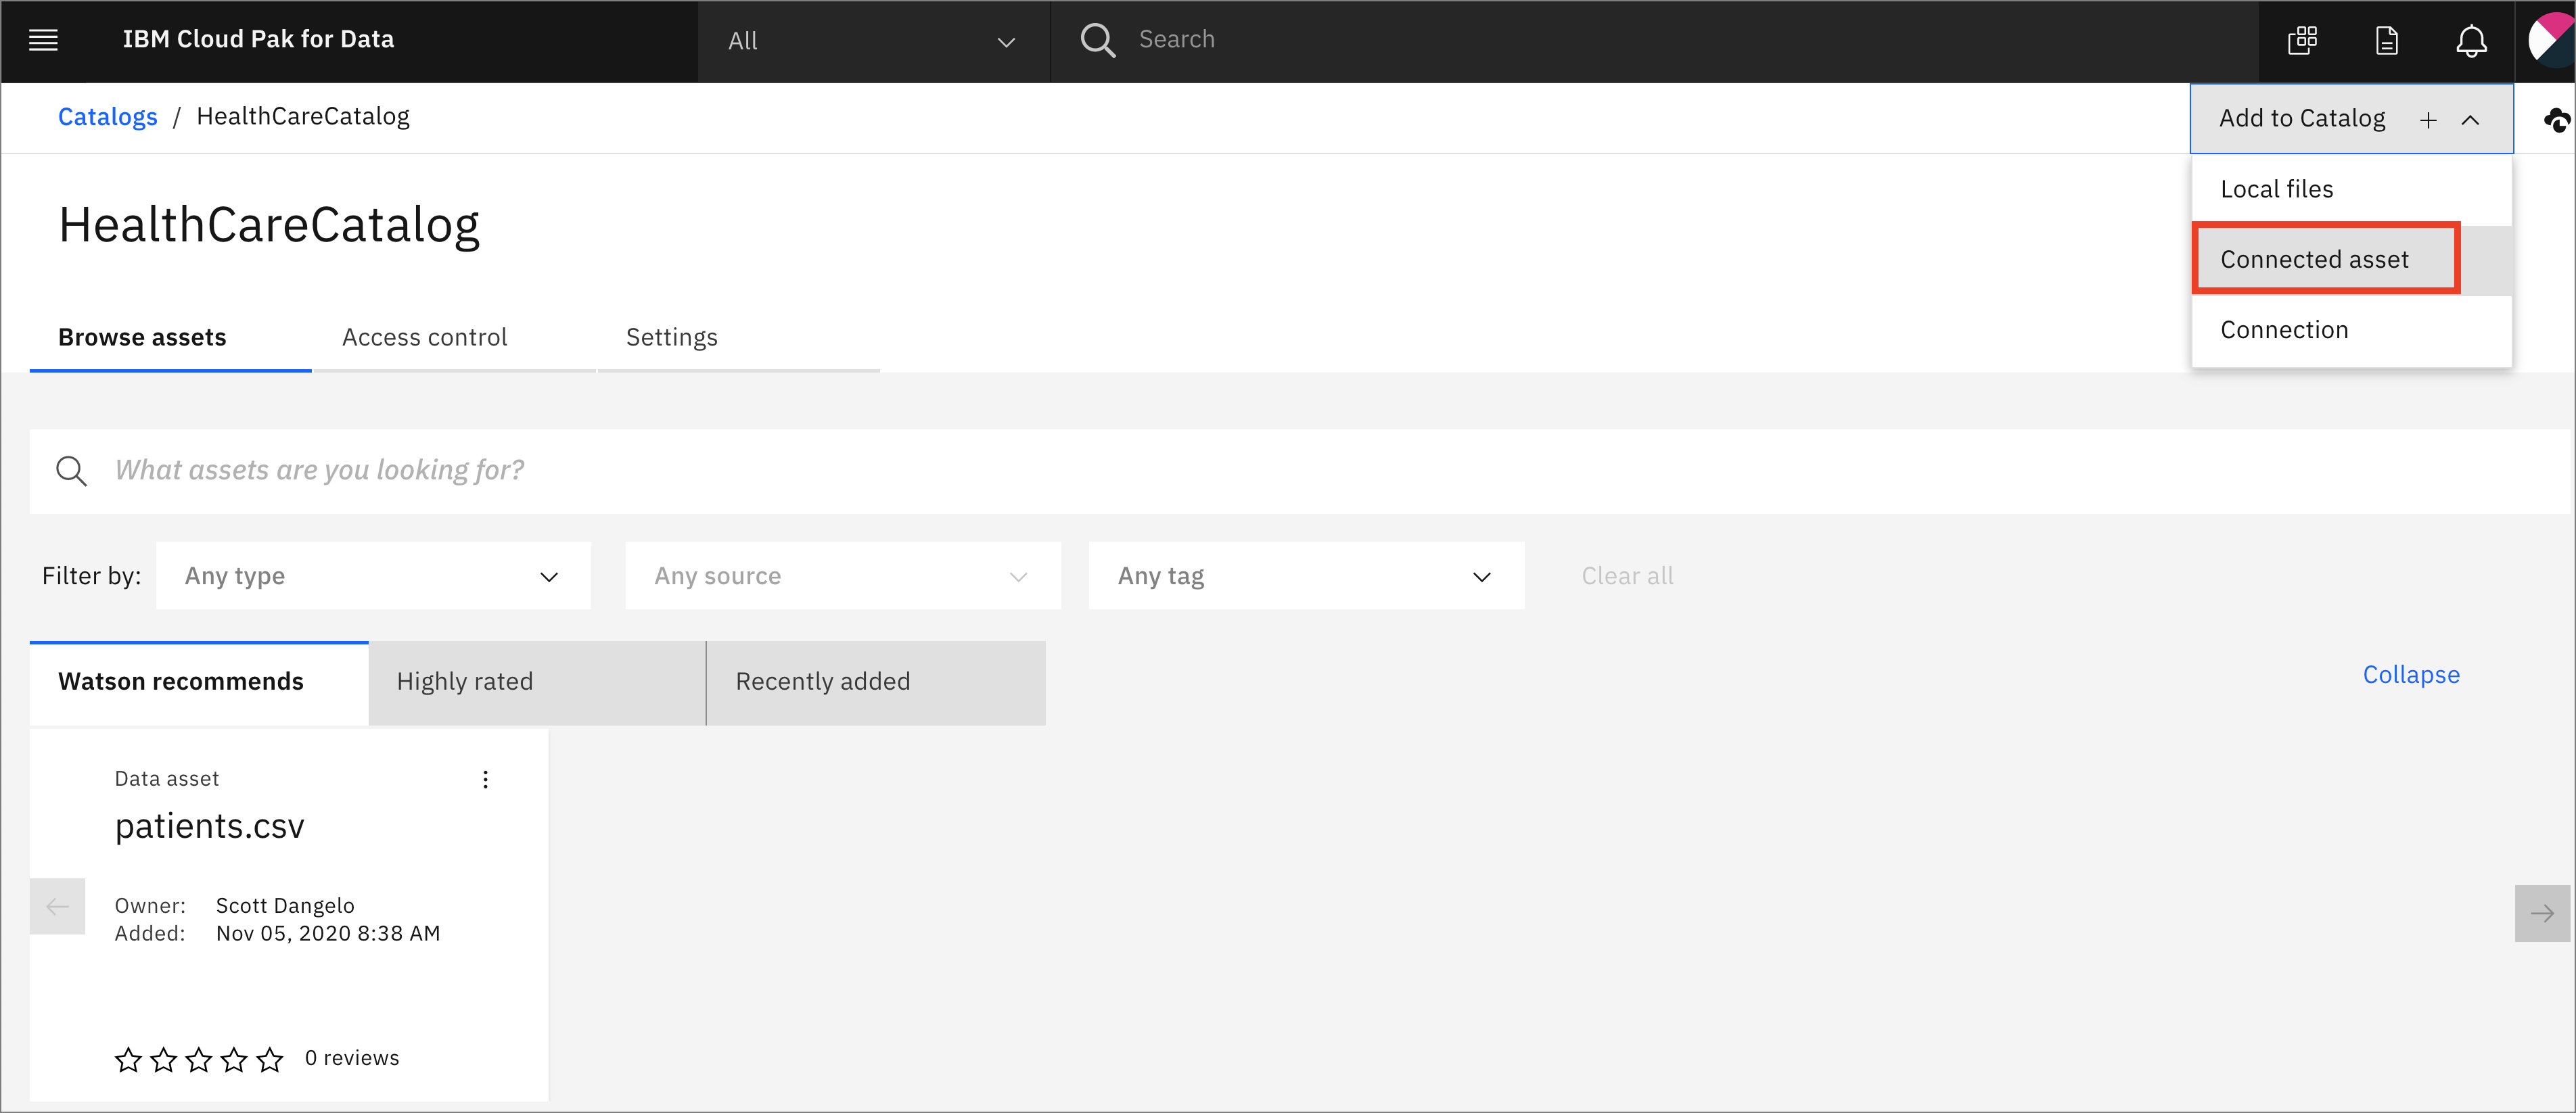 IBM Cloud Pak for Data
All
Search
Catalogs / HealthCareCatalog
Add to Catalog +
Local files
Connected asset
Connection
HealthCareCatalog
Browse assets
Access control
Settings
What assets are you looking for?
Filter by:
Any type
Any source
Any tag
Clear all
Watson recommends
Highly rated
Recently added
Collapse
Data asset
patients.csv
Owner: Scott Dangelo
Added: Nov 05, 2020 8:38 AM
0 reviews